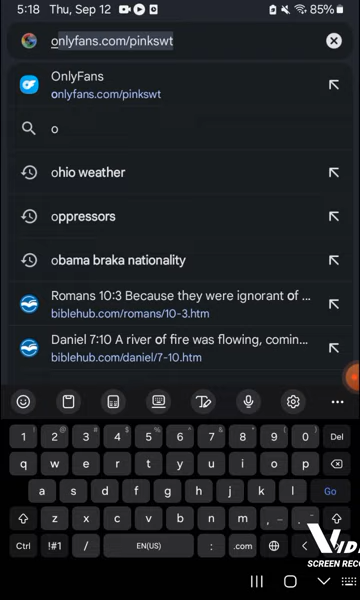 5:18 Thu, Sep 12 85%
onlyfans.com/pinkswt
OnlyFans
onlyfans.com/pinkswt
o
ohio weather
oppressors
obama braka nationality
Romans 10:3 Because they were ignorant of ...
biblehub.com/romans/10-3.htm
Daniel 7:10 A river of fire was flowing, comin...
biblehub.com/daniel/7-10.htm
1 2 3 4 5 6 7 8 9 0 Del
q w e r t y u i o p
a s d f g h j k l Go
z x c v b n m , .
Ctrl !#1 / EN(US) : .com <
SCREEN REC